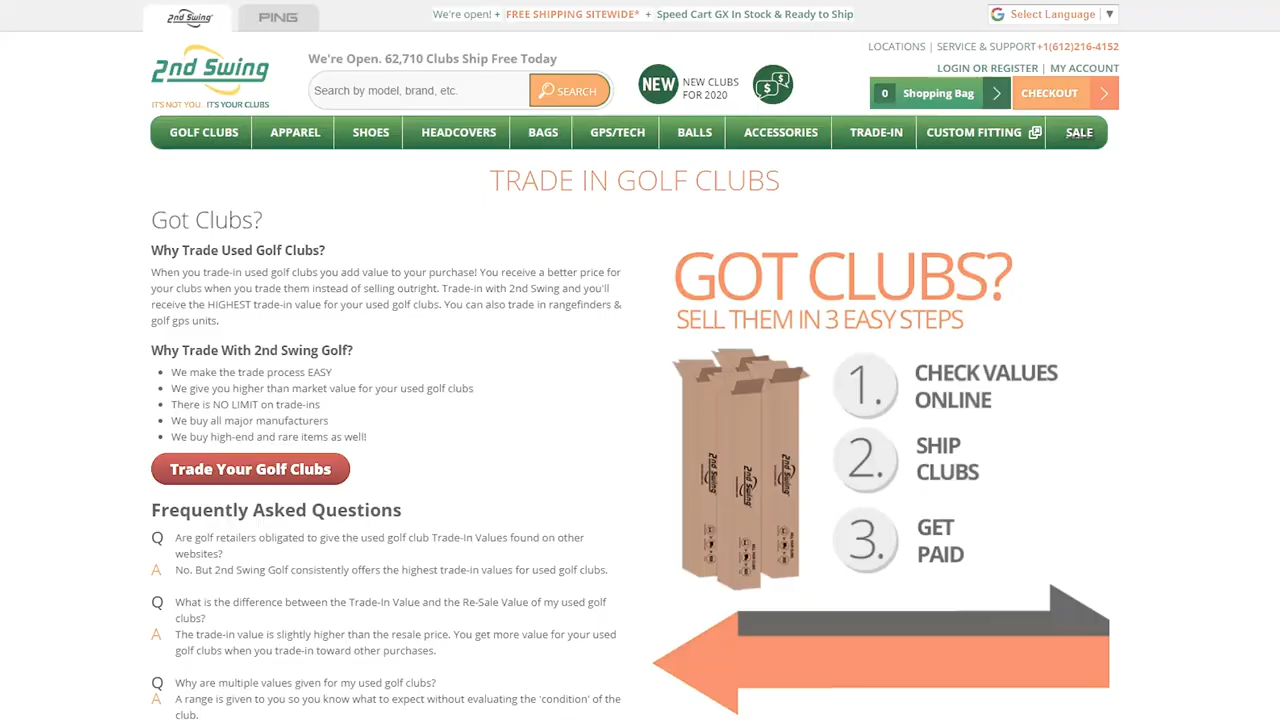 2nd Swing
PING
We're open! + FREE SHIPPING SITEWIDE* + Speed Cart GX In Stock & Ready to Ship
Select Language ▼
2nd Swing
IT'S NOT YOU. IT'S YOUR CLUBS
We're Open. 62,710 Clubs Ship Free Today
Search by model, brand, etc.
SEARCH
NEW
NEW CLUBS
FOR 2020
$ $
LOCATIONS | SERVICE & SUPPORT +1(612)216-4152
LOGIN OR REGISTER | MY ACCOUNT
0 Shopping Bag
CHECKOUT
GOLF CLUBS APPAREL SHOES HEADCOVERS BAGS GPS/TECH BALLS ACCESSORIES TRADE-IN CUSTOM FITTING SALE
TRADE IN GOLF CLUBS
Got Clubs?
Why Trade Used Golf Clubs?
When you trade-in used golf clubs you add value to your purchase! You receive a better price for
your clubs when you trade them instead of selling outright. Trade-in with 2nd Swing and you'll
receive the HIGHEST trade-in value for your used golf clubs. You can also trade in rangefinders &
golf gps units.
Why Trade With 2nd Swing Golf?
• We make the trade process EASY
• We give you higher than market value for your used golf clubs
• There is NO LIMIT on trade-ins
• We buy all major manufacturers
• We buy high-end and rare items as well!
Trade Your Golf Clubs
Frequently Asked Questions
Q Are golf retailers obligated to give the used golf club Trade-In Values found on other
websites?
A No. But 2nd Swing Golf consistently offers the highest trade-in values for used golf clubs.
Q What is the difference between the Trade-In Value and the Re-Sale Value of my used golf
clubs?
A The trade-in value is slightly higher than the resale price. You get more value for your used
golf clubs when you trade-in toward other purchases.
Q Why are multiple values given for my used golf clubs?
A A range is given to you so you know what to expect without evaluating the 'condition' of the
club.
GOT CLUBS?
SELL THEM IN 3 EASY STEPS
2nd Swing
2nd Swing
2nd Swing
1. CHECK VALUES
ONLINE
2. SHIP
CLUBS
3. GET
PAID